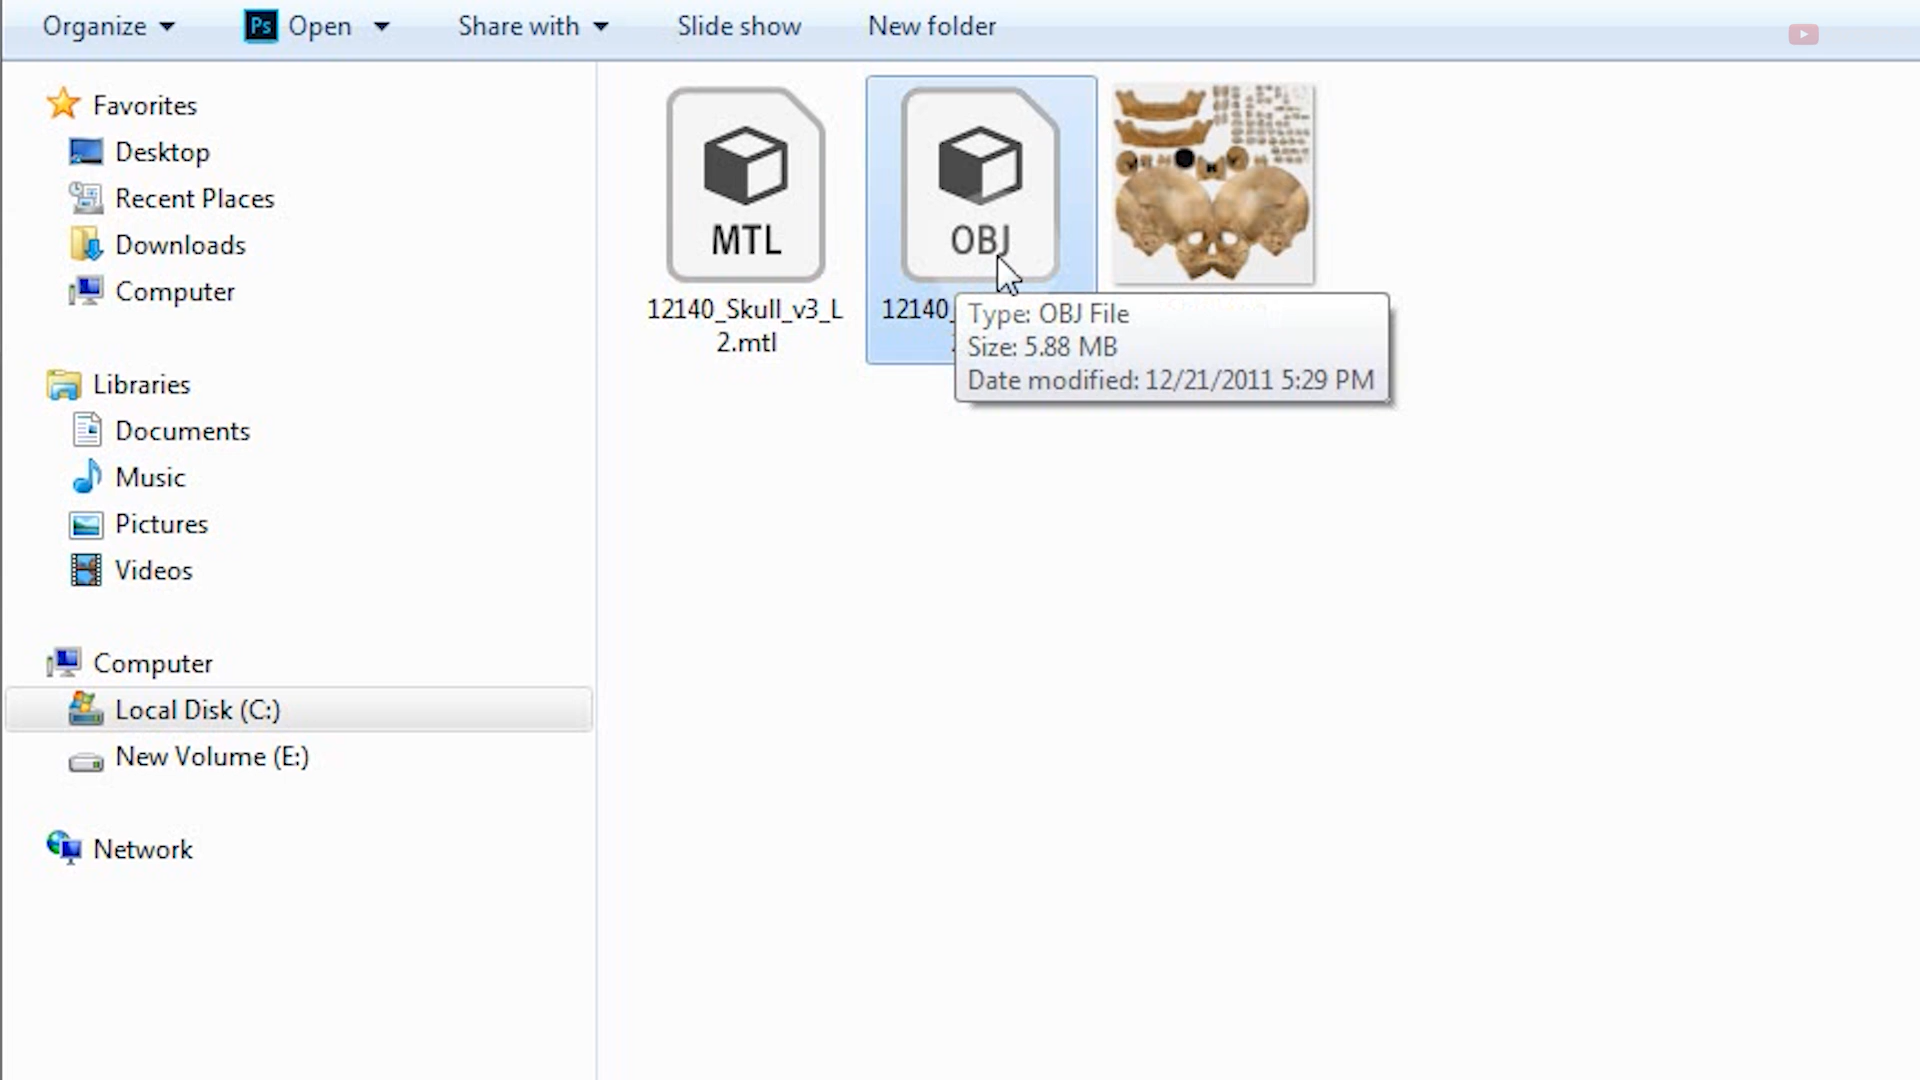 Organize
Ps Open
Share with
Slide show
New folder
Favorites
Desktop
Recent Places
Downloads
Computer
Libraries
Documents
Music
Pictures
Videos
Computer
Local Disk (C:)
New Volume (E:)
Network
MTL
12140_Skull_v3_L
2.mtl
OBJ
12140
Type: OBJ File
Size: 5.88 MB
Date modified: 12/21/2011 5:29 PM